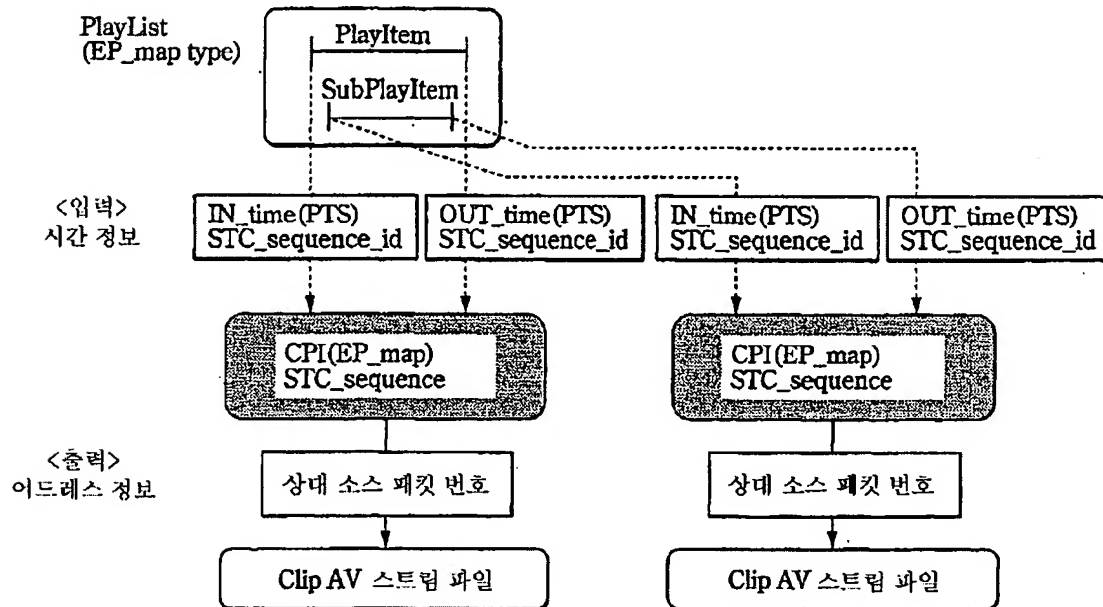 PlayList
(EP_map type)
PlayItem
SubPlayItem
<입력>
시간 정보
IN_time(PTS)
STC_sequence_id
OUT_time(PTS)
STC_sequence_id
IN_time(PTS)
STC_sequence_id
OUT_time(PTS)
STC_sequence_id
CPI(EP_map)
STC_sequence
CPI(EP_map)
STC_sequence
<출력>
어드레스 정보
상대 소스 패킷 번호
상대 소스 패킷 번호
Clip AV 스트림 파일
Clip AV 스트림 파일